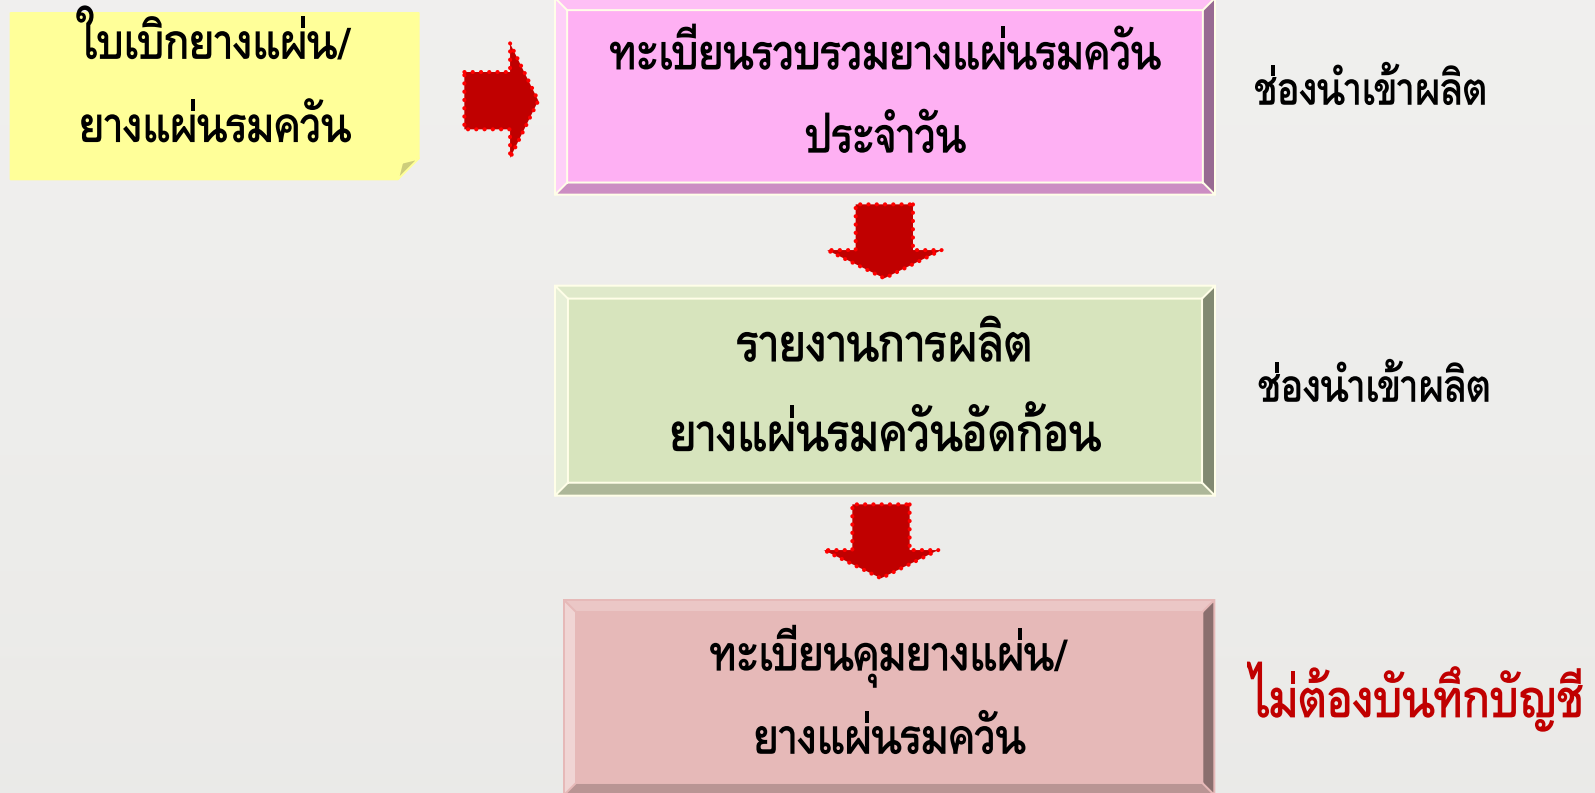 ใบเบิกยางแผ่น/
ยางแผ่นรมควัน
ทะเบียนรวบรวมยางแผ่นรมควัน
ประจำวัน
ช่องนำเข้าผลิต
รายงานการผลิต
ยางแผ่นรมควันอัดก้อน
ช่องนำเข้าผลิต
ทะเบียนคุมยางแผ่น/
ยางแผ่นรมควัน
ไม่ต้องบันทึกบัญชี